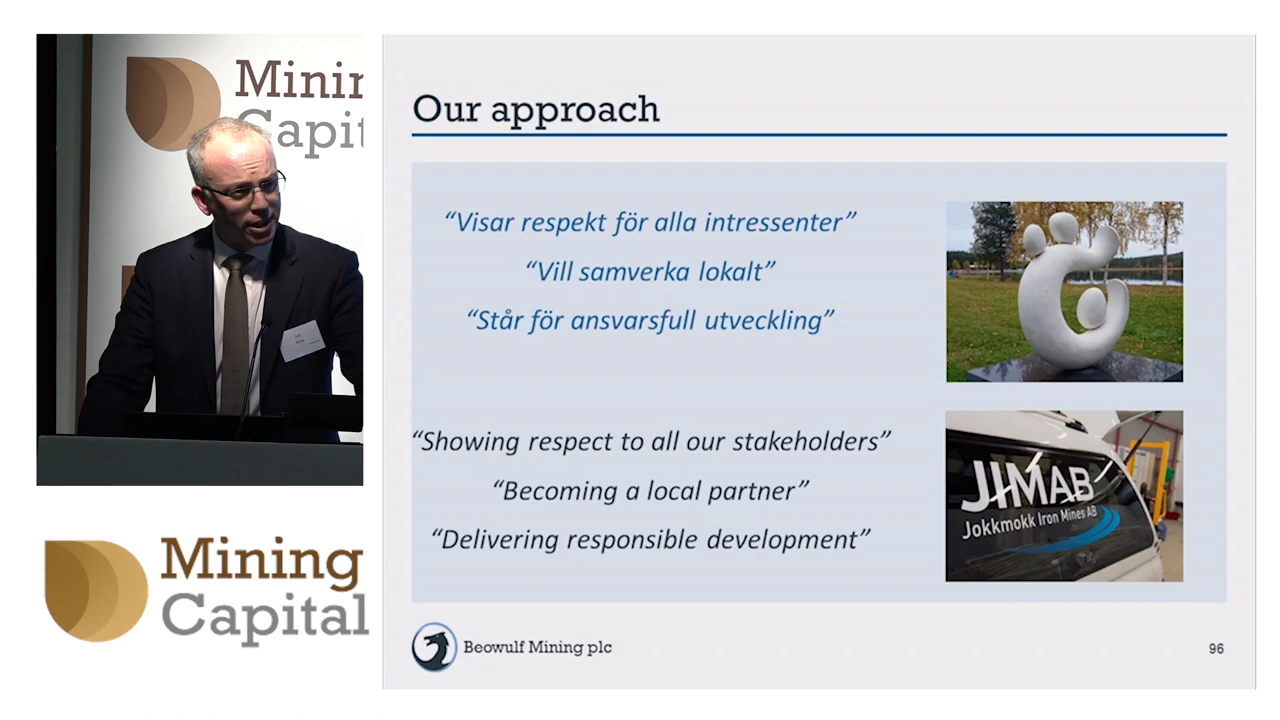 Minin
Capit
Our approach
“Visar respekt för alla intressenter”
“Vill samverka lokalt”
“Står för ansvarsfull utveckling”
“Showing respect to all our stakeholders”
“Becoming a local partner”
“Delivering responsible development”
JIMAB
Jokkmokk Iron Mines AB
Mining
Capital
Beowulf Mining plc
96